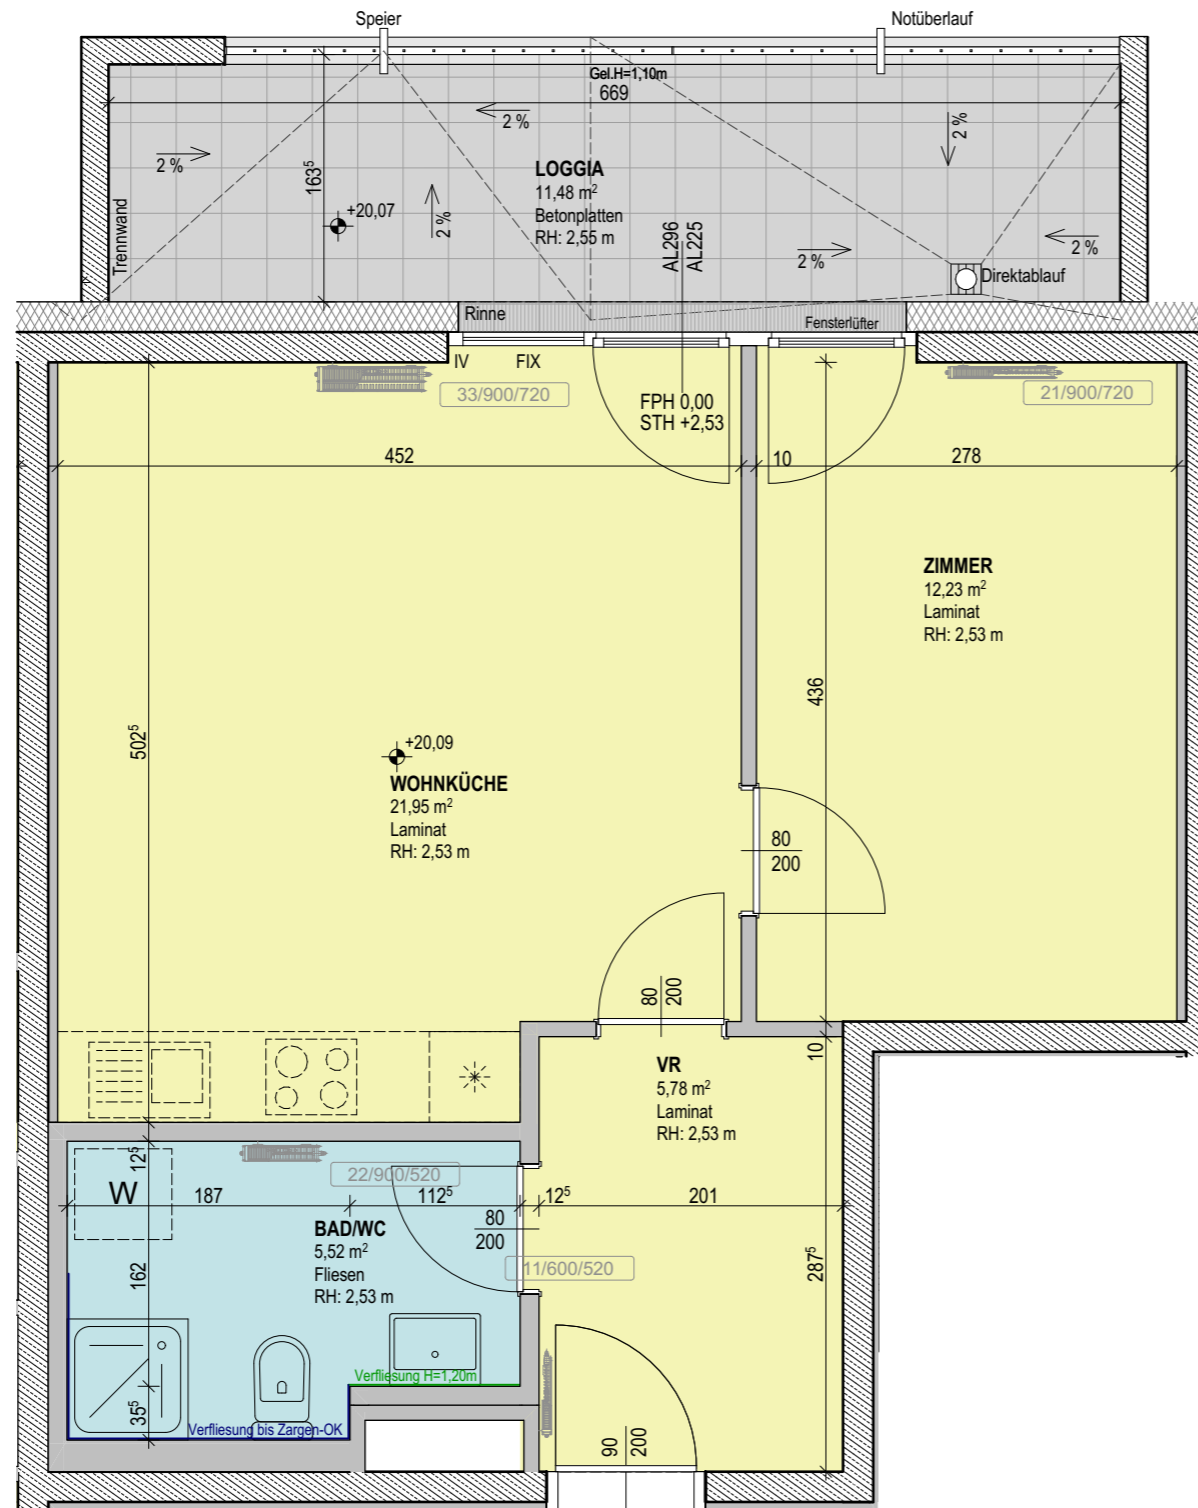 Speier
Notüberlauf
Gel.H=1,10m
669
2 %
2 %
2 %
163⁵
LOGGIA
11,48 m²
Betonplatten
RH: 2,55 m
+20,07
2 %
Trennwand
AL296
AL225
2 %
2 %
Direktablauf
Rinne
Fensterlüfter
IV
FIX
33/900/720
FPH 0,00
STH +2,53
21/900/720
452
10
278
ZIMMER
12,23 m²
Laminat
RH: 2,53 m
436
502⁵
+20,09
WOHNKÜCHE
21,95 m²
Laminat
RH: 2,53 m
80
200
80
200
10
VR
5,78 m²
Laminat
RH: 2,53 m
12⁵
22/900/520
W
187
112⁵
12⁵
201
80
200
BAD/WC
5,52 m²
Fliesen
RH: 2,53 m
11/600/520
162
287⁵
Verfliesung H=1,20m
35⁵
Verfliesung bis Zargen-OK
90
200